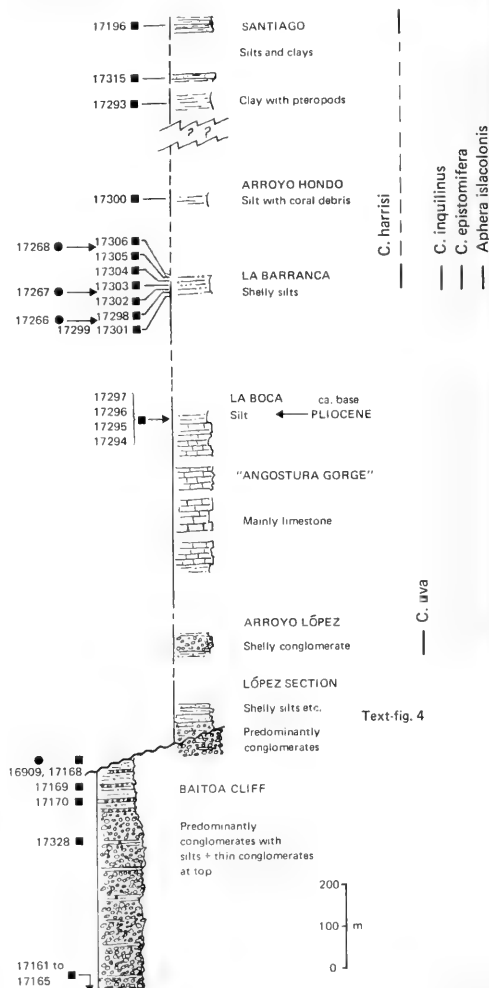 17196
SANTIAGO
Silts and clays
17315
17293
Clay with pteropods
? ?
17300
ARROYO HONDO
Silt with coral debris
17268
17306
17305
17304
LA BARRANCA
17267
17303
Shelly silts
17302
17266
17298
17299 17301
C. harrisi
C. inquilinus
C. epistomifera
Aphera islacolonis
17297
17296
17295
17294
LA BOCA
Silt
ca. base
PLIOCENE
"ANGOSTURA GORGE"
Mainly limestone
C. uva
ARROYO LÓPEZ
Shelly conglomerate
LÓPEZ SECTION
Shelly silts etc.
Predominantly
conglomerates
Text-fig. 4
16909, 17168
17169
BAITOA CLIFF
17170
17328
Predominantly
conglomerates with
silts + thin conglomerates
at top
200
100 m
0
17161 to
17165